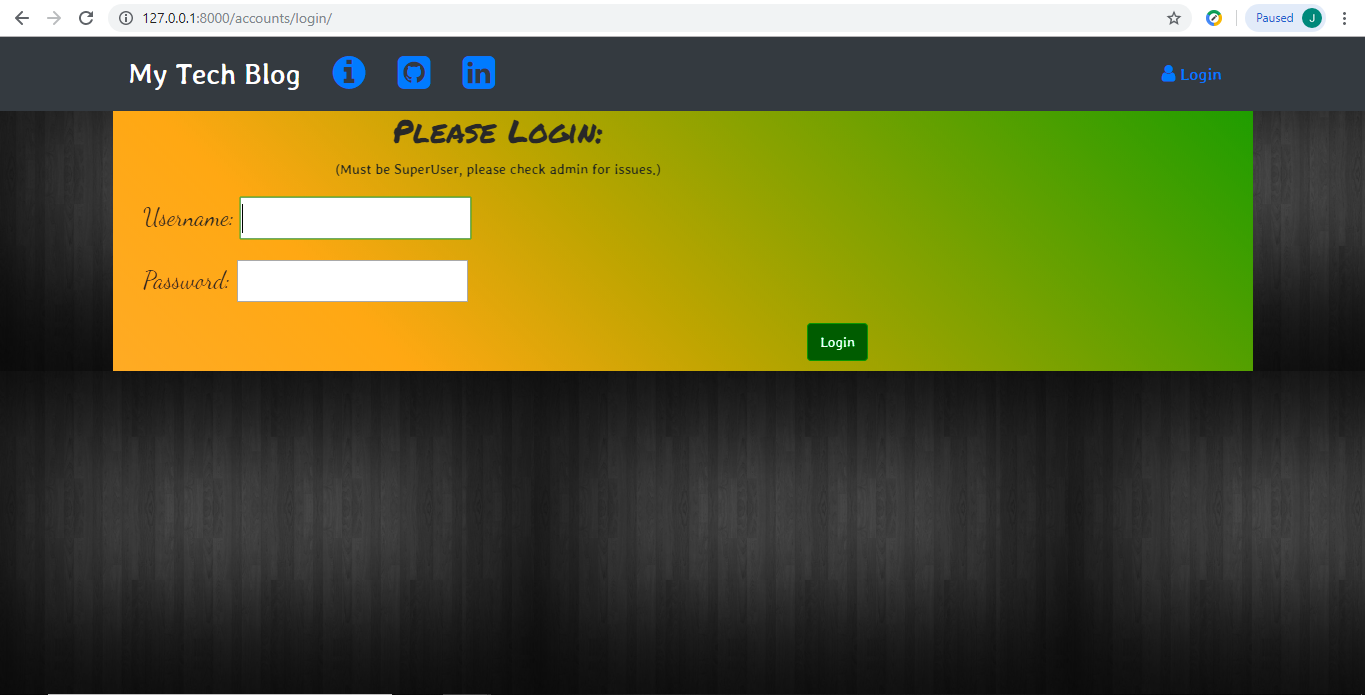 127.0.0.1:8000/accounts/login/
Paused J
My Tech Blog
Login
Please Login:
(Must be SuperUser, please check admin for issues.)
Username:
Password:
Login